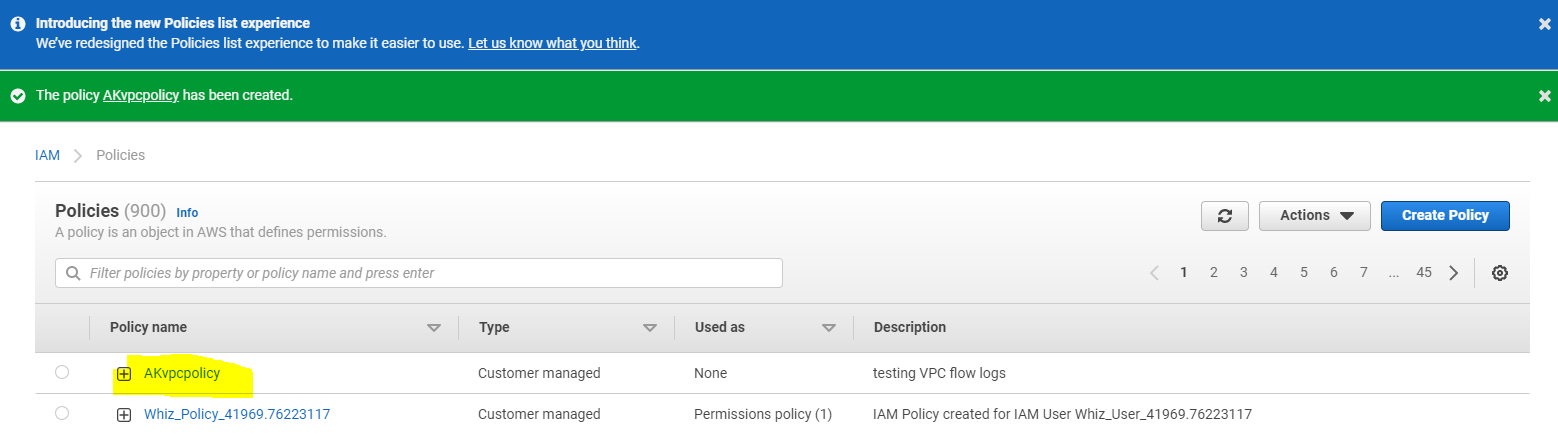 Introducing the new Policies list experience
We've redesigned the Policies list experience to make it easier to use. Let us know what you think.
The policy AKvpcpolicy has been created.
IAM > Policies
Policies (900) Info
A policy is an object in AWS that defines permissions.
Actions
Create Policy
Filter policies by property or policy name and press enter
1 2 3 4 5 6 7 ... 45
Policy name Type Used as Description
AKvpcpolicy Customer managed None testing VPC flow logs
Whiz_Policy_41969.76223117 Customer managed Permissions policy (1) IAM Policy created for IAM User Whiz_User_41969.76223117